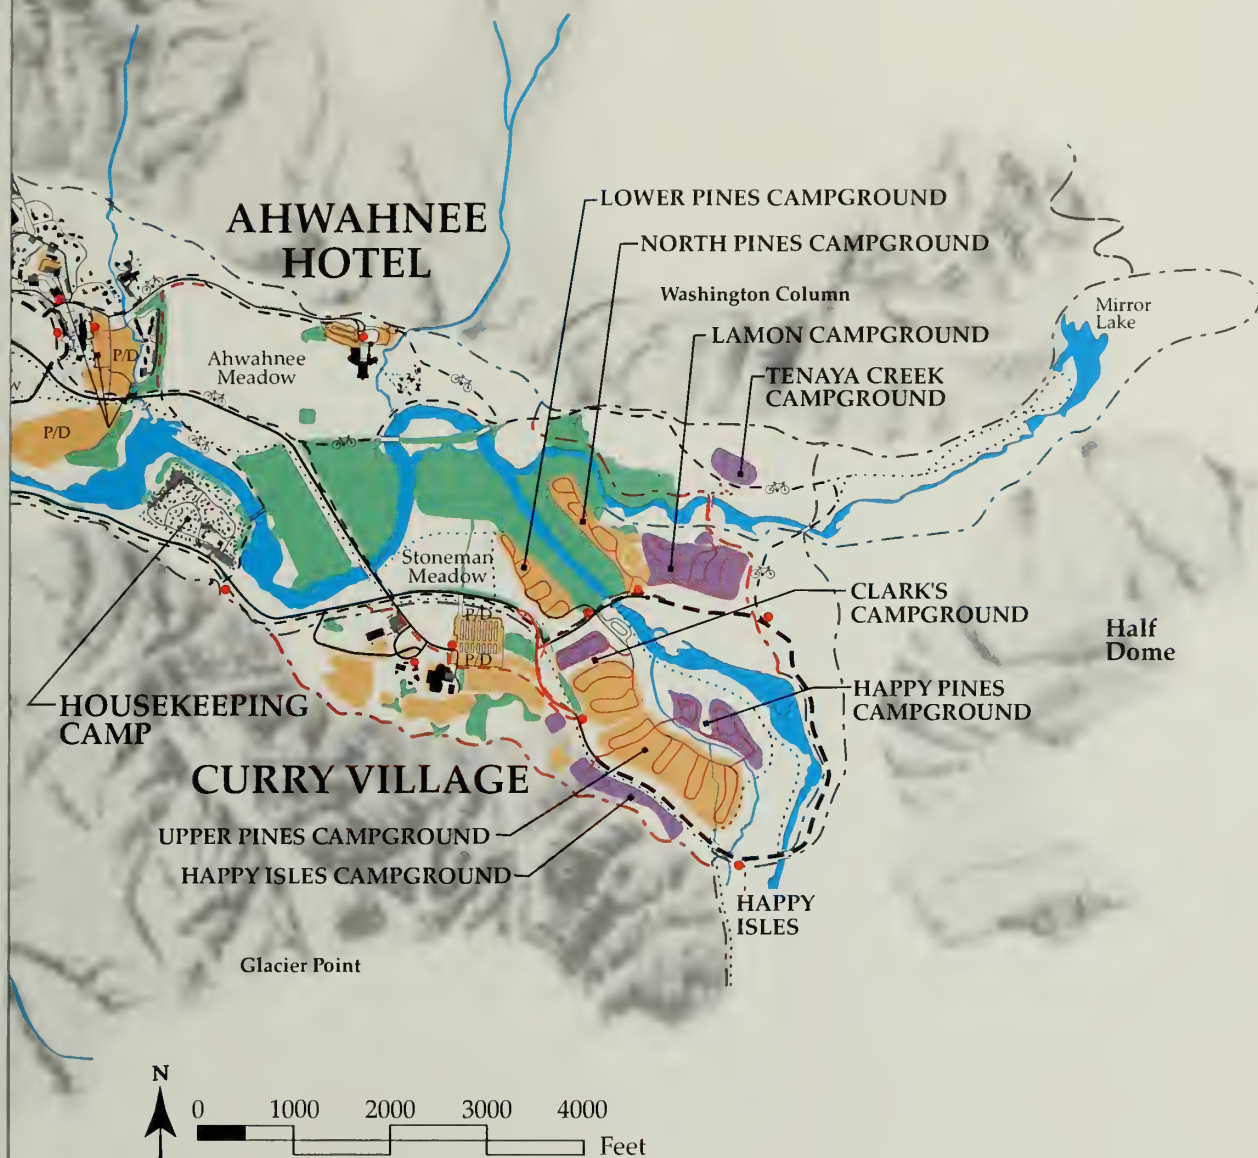 LOWER PINES CAMPGROUND
AHWAHNEE
HOTEL
NORTH PINES CAMPGROUND
Washington Column
Mirror
Lake
LAMON CAMPGROUND
P/D
Ahwahnee
Meadow
TENAYA CREEK
CAMPGROUND
P/D
Stoneman
Meadow
CLARK'S
CAMPGROUND
P/D
Half
Dome
P/D
HAPPY PINES
CAMPGROUND
HOUSEKEEPING
CAMP
CURRY VILLAGE
UPPER PINES CAMPGROUND
HAPPY ISLES CAMPGROUND
HAPPY
ISLES
Glacier Point
N
0 1000 2000 3000 4000
Feet